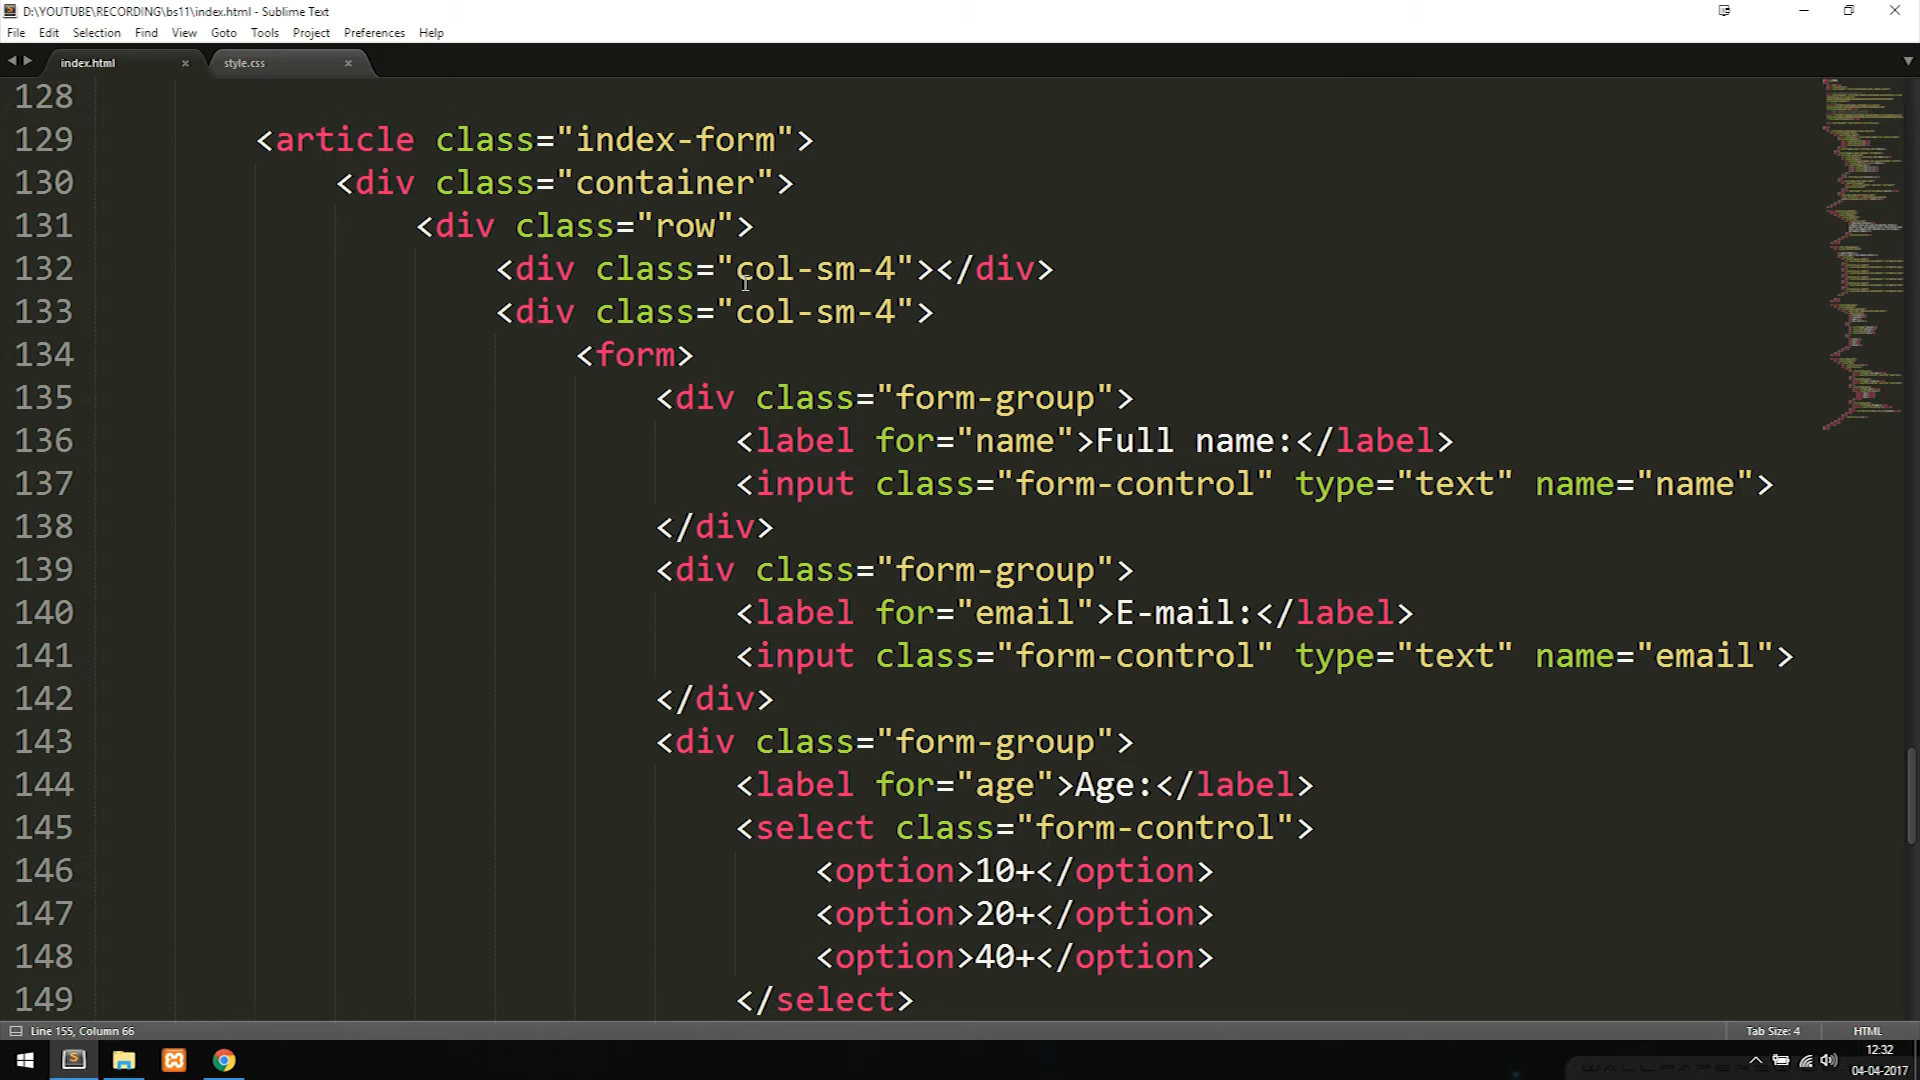 D:\YOUTUBE\RECORDING\bs11\index.html - Sublime Text
File Edit Selection Find View Goto Tools Project Preferences Help
index.html × style.css ×
128
129 <article class="index-form">
130 <div class="container">
131 <div class="row">
132 <div class="col-sm-4"></div>
133 <div class="col-sm-4">
134 <form>
135 <div class="form-group">
136 <label for="name">Full name:</label>
137 <input class="form-control" type="text" name="name">
138 </div>
139 <div class="form-group">
140 <label for="email">E-mail:</label>
141 <input class="form-control" type="text" name="email">
142 </div>
143 <div class="form-group">
144 <label for="age">Age:</label>
145 <select class="form-control">
146 <option>10+</option>
147 <option>20+</option>
148 <option>40+</option>
149 </select>
Line 155, Column 66 Tab Size: 4 HTML
12:32
04-04-2017